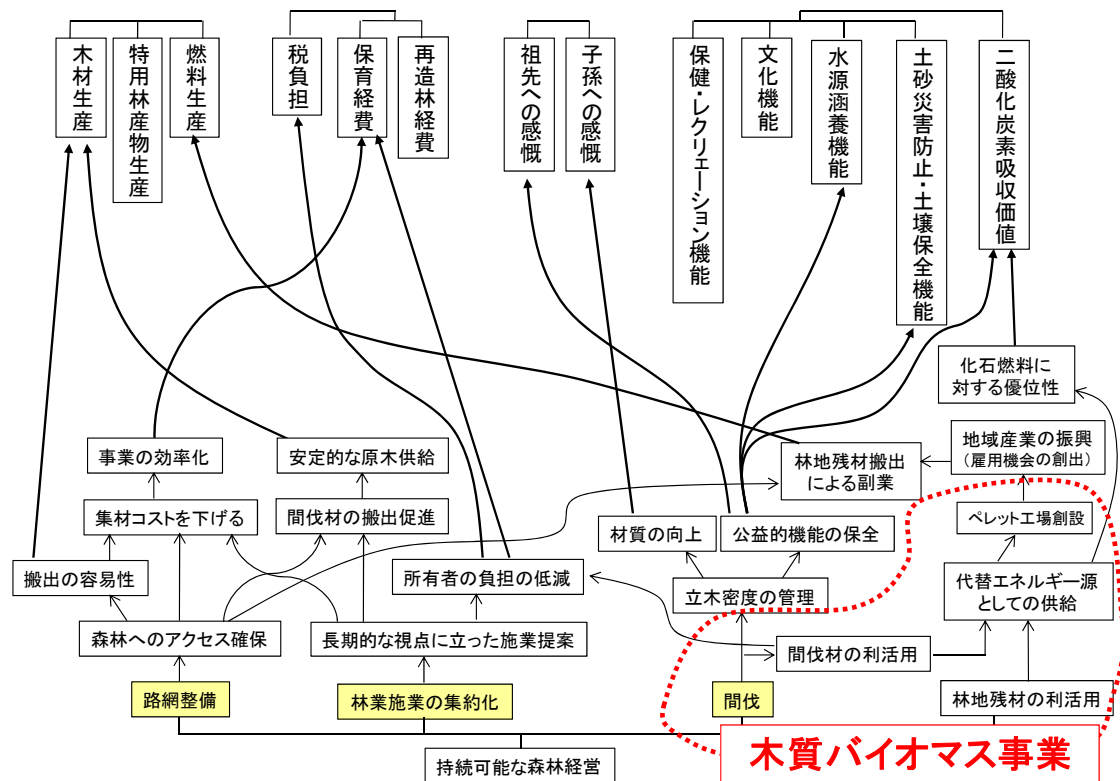 木材生産
特用林産物生産
燃料生産
税負担
保育経費
再造林経費
祖先への感慨
子孫への感慨
保健・レクリェーション機能
文化機能
水源涵養機能
土砂災害防止・土壌保全機能
二酸化炭素吸収価値
化石燃料に
対する優位性
事業の効率化
安定的な原木供給
林地残材搬出
による副業
地域産業の振興
（雇用機会の創出）
集材コストを下げる
間伐材の搬出促進
材質の向上
公益的機能の保全
ペレット工場創設
搬出の容易性
所有者の負担の低減
立木密度の管理
代替エネルギー源
としての供給
森林へのアクセス確保
長期的な視点に立った施業提案
間伐材の利活用
路網整備
林業施業の集約化
間伐
林地残材の利活用
木質バイオマス事業
持続可能な森林経営